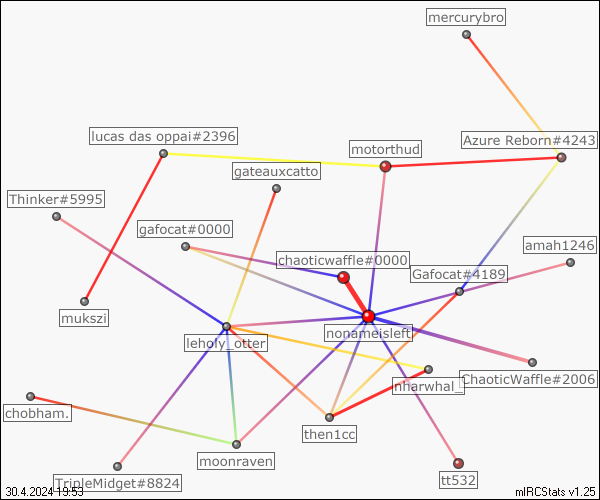 mercurybro
lucas das oppai#2396
motorthud
Azure Reborn#4243
gateauxcatto
Thinker#5995
gafocat#0000
amah1246
chaoticwaffle#0000
Gafocat#4189
mukszi
nonameisleft
leholy_otter
nharwhal_
ChaoticWaffle#2006
chobham.
then1cc
moonraven
TripleMidget#8824
tt532
30.4.2024 19:53
mIRCStats v1.25